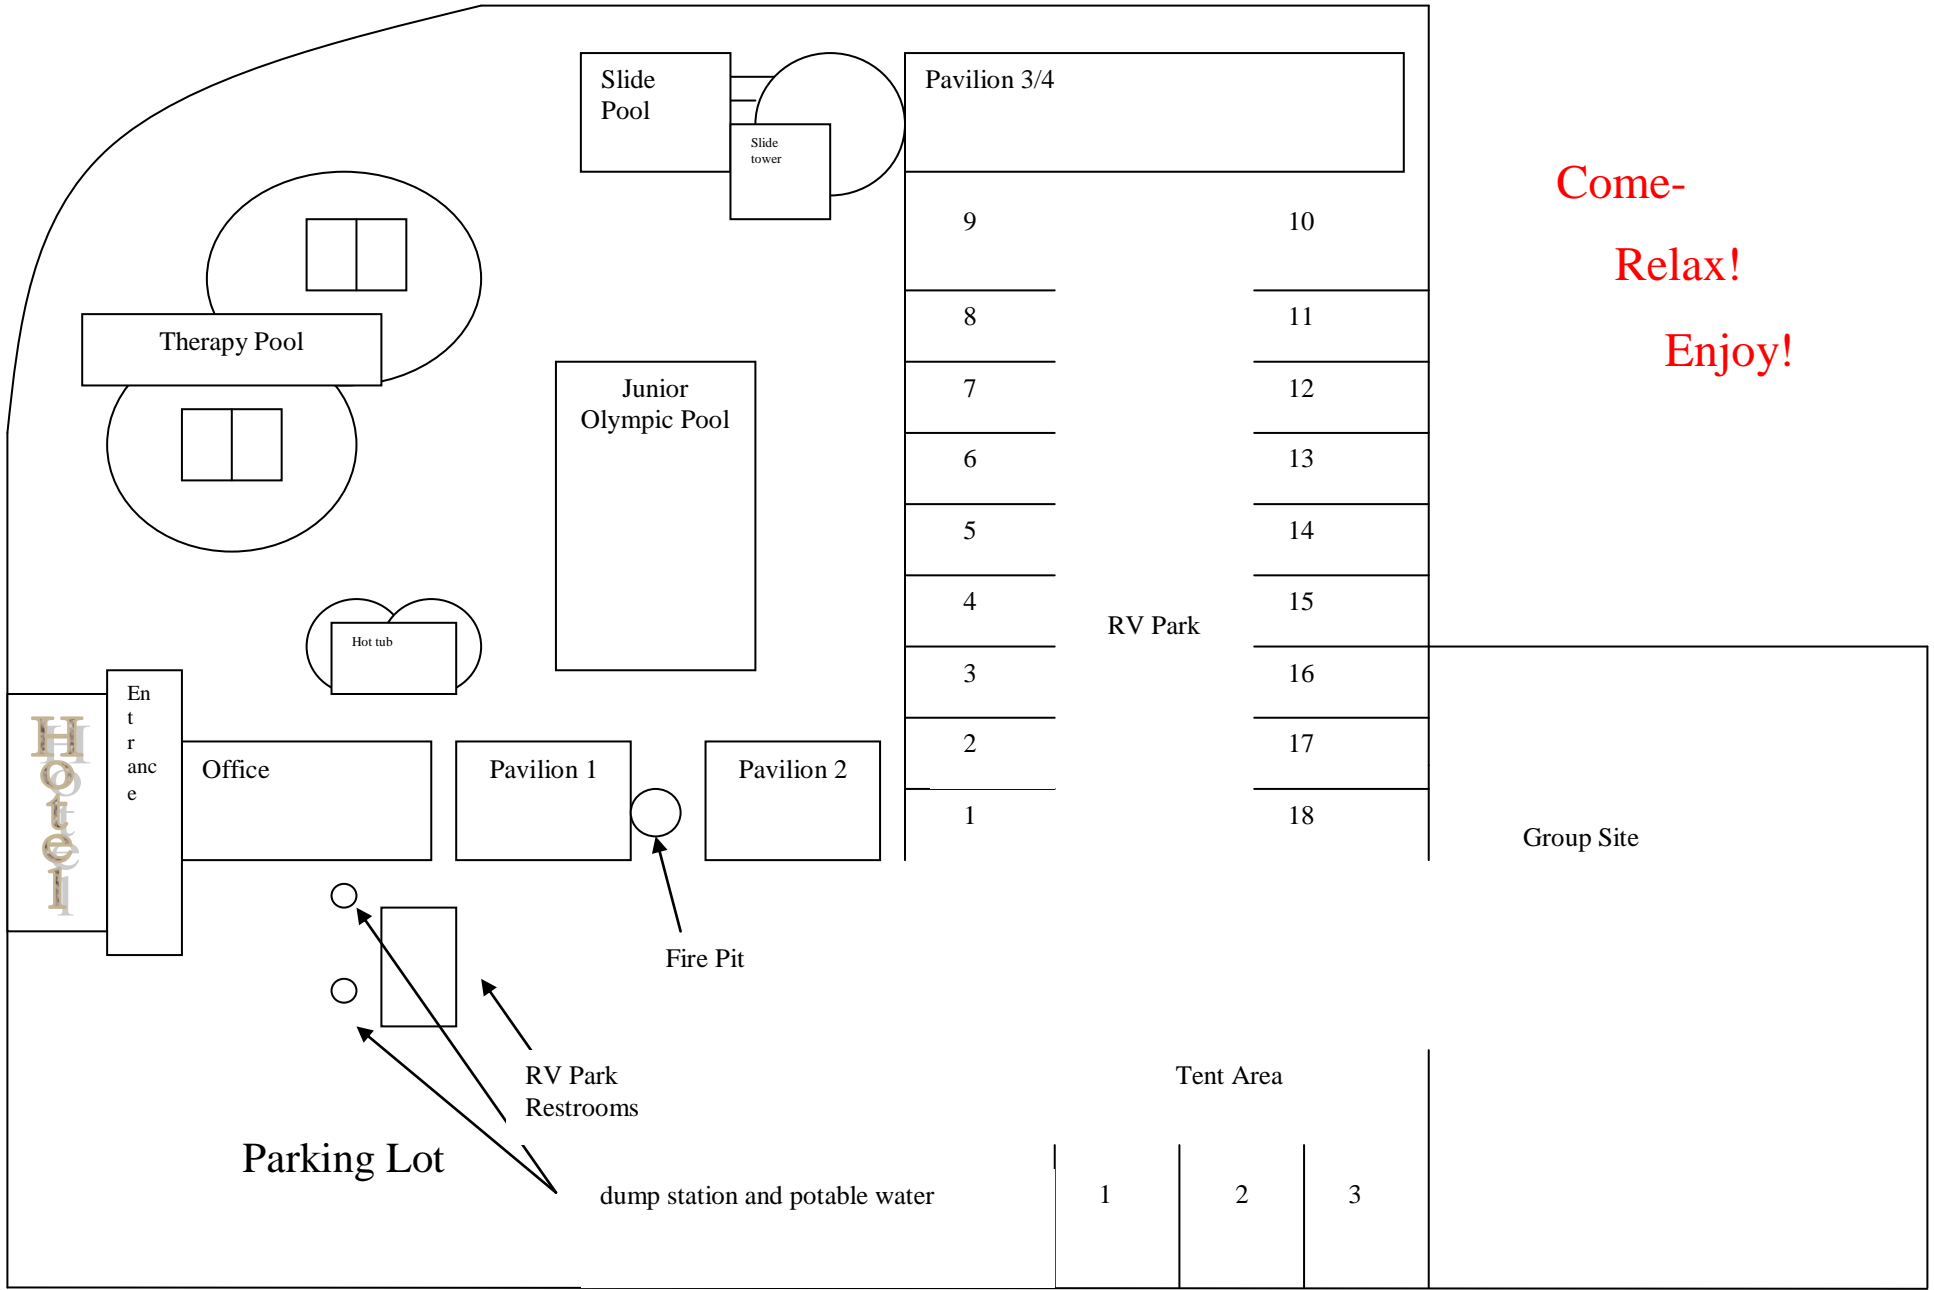 Slide
Pool
Slide
tower
Pavilion 3/4
Come-
Relax!
Enjoy!
9
10
8
11
7
12
6
13
5
14
4
15
3
16
2
17
1
18
RV Park
Therapy Pool
Junior
Olympic Pool
Hot tub
Hotel
En
t
r
anc
e
Office
Pavilion 1
Pavilion 2
Group Site
Fire Pit
RV Park
Restrooms
Tent Area
Parking Lot
dump station and potable water
1
2
3